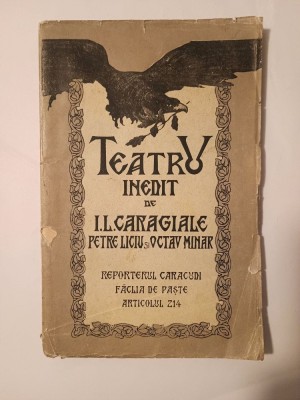 TEATRU
INEDIT
DE
I.L.CARAGIALE
PETRE LICIU ȘI OCTAV MINAR
REPORTERUL CARACUDI
FĂCLIA DE PAȘTE
ARTICOLUL 214